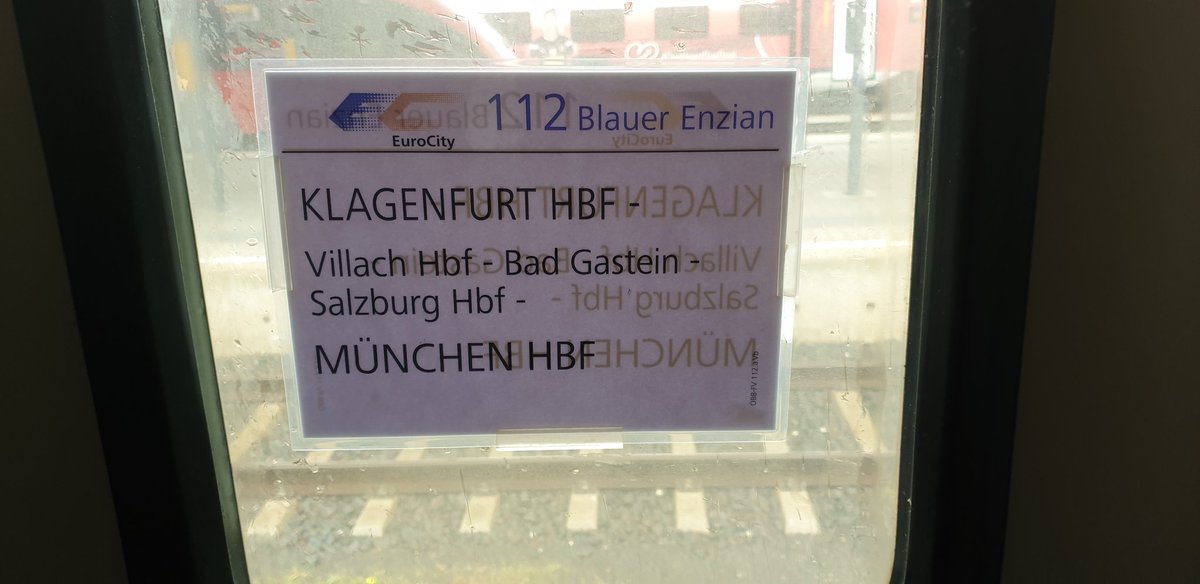 112 Blauer Enzian
EuroCity
KLAGENFURT HBF -
Villach Hbf - Bad Gastein -
Salzburg Hbf -
MÜNCHEN HBF